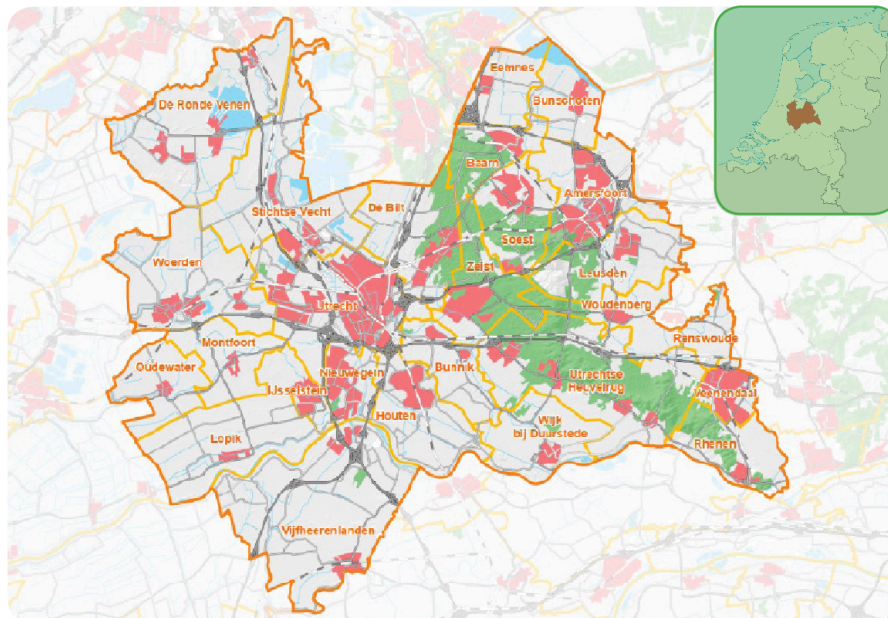 Eemnes
De Ronde Venen
Bunschoten
Baarn
Amersfoort
Stichtse Vecht
De Bilt
Soest
Woerden
Zeist
Leusden
Utrecht
Woudenberg
Montfoort
Renswoude
Oudewater
Nieuwegein
Bunnik
Utrechtse
Heuvelrug
IJsselstein
Veenendaal
Houten
Wijk
bij Duurstede
Lopik
Rhenen
Vijfheerenlanden